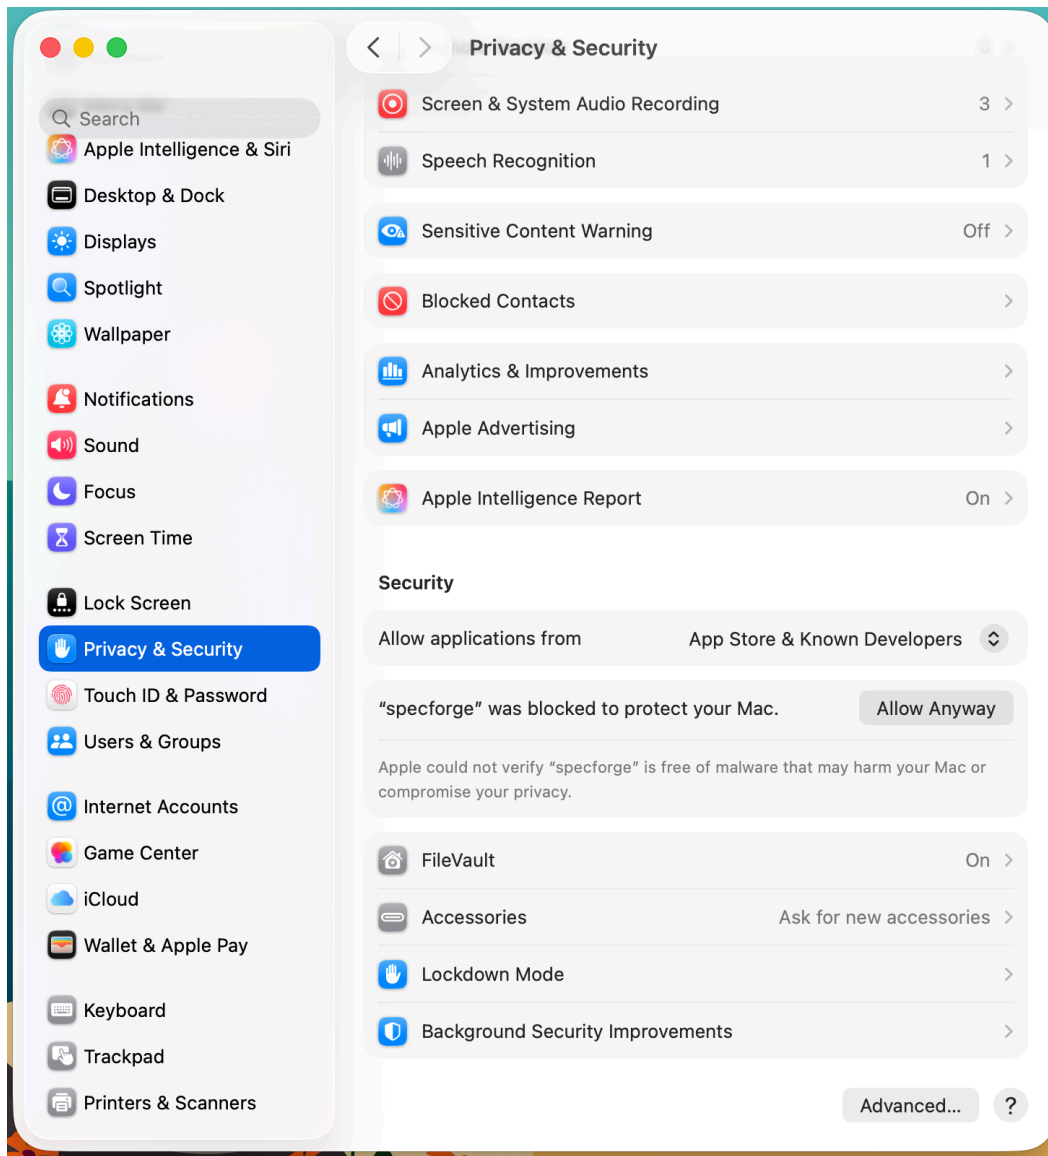 Privacy & Security
Search
Apple Intelligence & Siri
Desktop & Dock
Displays
Spotlight
Wallpaper
Notifications
Sound
Focus
Screen Time
Lock Screen
Privacy & Security
Touch ID & Password
Users & Groups
Internet Accounts
Game Center
iCloud
Wallet & Apple Pay
Keyboard
Trackpad
Printers & Scanners
Screen & System Audio Recording 3
Speech Recognition 1
Sensitive Content Warning Off
Blocked Contacts
Analytics & Improvements
Apple Advertising
Apple Intelligence Report On
Security
Allow applications from App Store & Known Developers
“specforge” was blocked to protect your Mac. Allow Anyway
Apple could not verify “specforge” is free of malware that may harm your Mac or
compromise your privacy.
FileVault On
Accessories Ask for new accessories
Lockdown Mode
Background Security Improvements
Advanced... ?